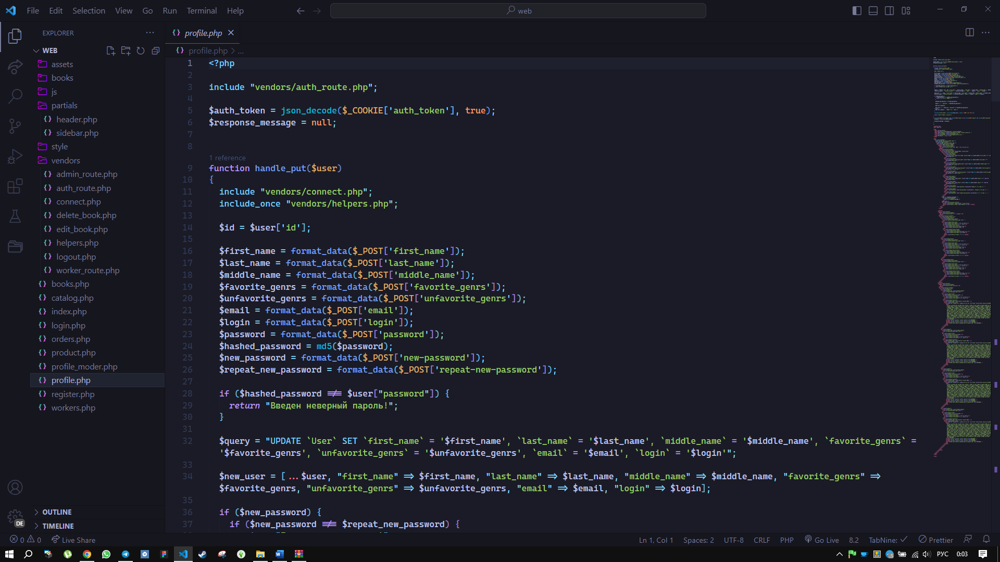 File Edit Selection View Go Run Terminal Help
web
EXPLORER
WEB
assets
books
js
partials
header.php
sidebar.php
style
vendors
admin_route.php
auth_route.php
connect.php
delete_book.php
edit_book.php
helpers.php
logout.php
worker_route.php
books.php
catalog.php
index.php
login.php
orders.php
product.php
profile_moder.php
profile.php
register.php
workers.php
OUTLINE
TIMELINE
DE
profile.php
profile.php > ...
1 <?php
2
3 include "vendors/auth_route.php";
4
5 $auth_token = json_decode($_COOKIE['auth_token'], true);
6 $response_message = null;
7
8
1 reference
9 function handle_put($user)
10 {
11 include "vendors/connect.php";
12 include_once "vendors/helpers.php";
13
14 $id = $user['id'];
15
16 $first_name = format_data($_POST['first_name']);
17 $last_name = format_data($_POST['last_name']);
18 $middle_name = format_data($_POST['middle_name']);
19 $favorite_genrs = format_data($_POST['favorite_genrs']);
20 $unfavorite_genrs = format_data($_POST['unfavorite_genrs']);
21 $email = format_data($_POST['email']);
22 $login = format_data($_POST['login']);
23 $password = format_data($_POST['password']);
24 $hashed_password = md5($password);
25 $new_password = format_data($_POST['new-password']);
26 $repeat_new_password = format_data($_POST['repeat-new-password']);
27
28 if ($hashed_password !== $user["password"]) {
29 return "Введен неверный пароль!";
30 }
31
32 $query = "UPDATE `User` SET `first_name` = '$first_name', `last_name` = '$last_name', `middle_name` = '$middle_name', `favorite_genrs` =
'$favorite_genrs', `unfavorite_genrs` = '$unfavorite_genrs', `email` = '$email', `login` = '$login'";
33
34 $new_user = [...$user, "first_name" => $first_name, "last_name" => $last_name, "middle_name" => $middle_name, "favorite_genrs" =>
$favorite_genrs, "unfavorite_genrs" => $unfavorite_genrs, "email" => $email, "login" => $login];
35
36 if ($new_password) {
37 if ($new_password !== $repeat_new_password) {
0 0 Live Share
Ln 1, Col 1 Spaces: 2 UTF-8 CRLF PHP Go Live 8.2 TabNine: ✓ Prettier
РУС 0:03